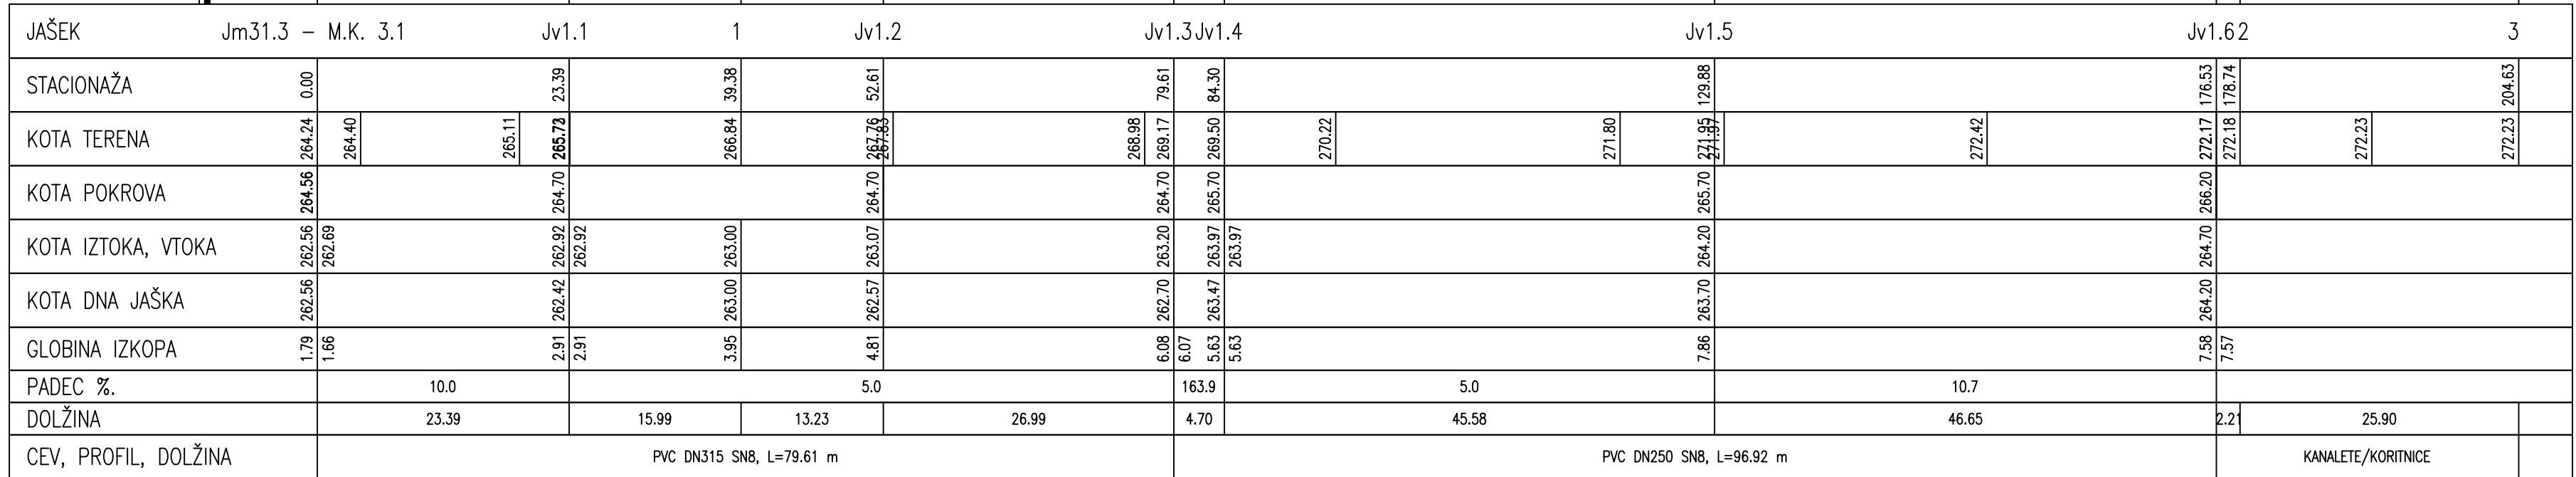 JAŠEK Jm31.3 – M.K. 3.1 Jv1.1 1 Jv1.2 Jv1.3 Jv1.4 Jv1.5 Jv1.6 2 3
STACIONAŽA 0.00 23.39 39.38 52.61 79.61 84.30 129.88 176.53 178.74 204.63
KOTA TERENA 264.24 264.40 265.11 266.84 267.76 267.83 268.98 269.17 269.50 270.22 271.80 271.95 271.97 272.42 272.17 272.18 272.23 272.23
KOTA POKROVA 264.56 264.70 264.70 264.70 265.70 265.70 266.20
KOTA IZTOKA, VTOKA 262.56 262.69 262.92 262.92 263.00 263.07 263.20 263.97 263.97 264.20 264.70
KOTA DNA JAŠKA 262.56 262.42 263.00 262.57 262.70 263.47 263.70 264.20
GLOBINA IZKOPA 1.79 1.66 2.91 2.91 3.95 4.81 6.08 6.07 5.63 5.63 7.86 7.58 7.57
PADEC %. 10.0 5.0 163.9 5.0 10.7
DOLŽINA 23.39 15.99 13.23 26.99 4.70 45.58 46.65 2.21 25.90
CEV, PROFIL, DOLŽINA PVC DN315 SN8, L=79.61 m PVC DN250 SN8, L=96.92 m KANALETE/KORITNICE